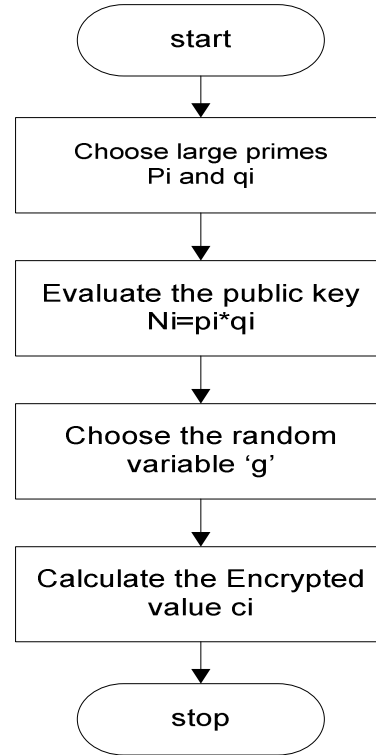 start
Choose large primes
Pi and qi
Evaluate the public key
Ni=pi*qi
Choose the random
variable ‘g’
Calculate the Encrypted
value ci
stop